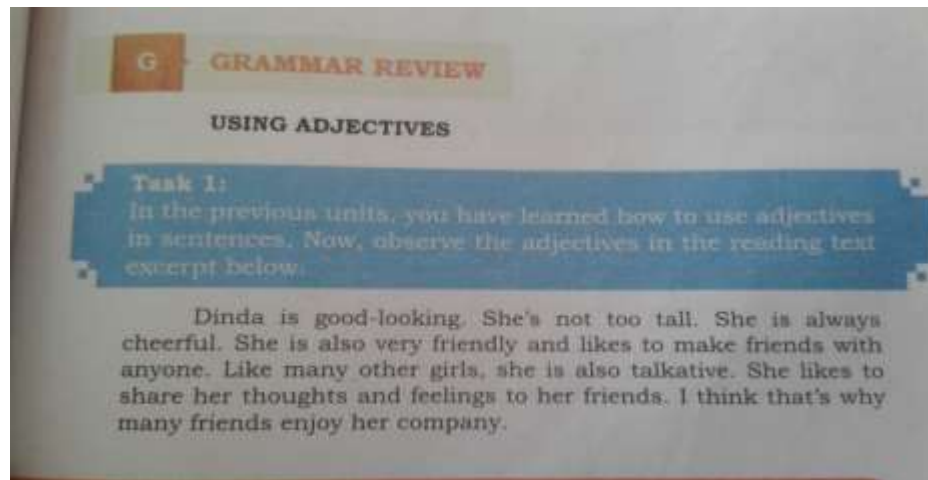 G GRAMMAR REVIEW
USING ADJECTIVES
Task 1:
In the previous units, you have learned how to use adjectives
in sentences. Now, observe the adjectives in the reading text
excerpt below.
Dinda is good-looking. She's not too tall. She is always
cheerful. She is also very friendly and likes to make friends with
anyone. Like many other girls, she is also talkative. She likes to
share her thoughts and feelings to her friends. I think that's why
many friends enjoy her company.